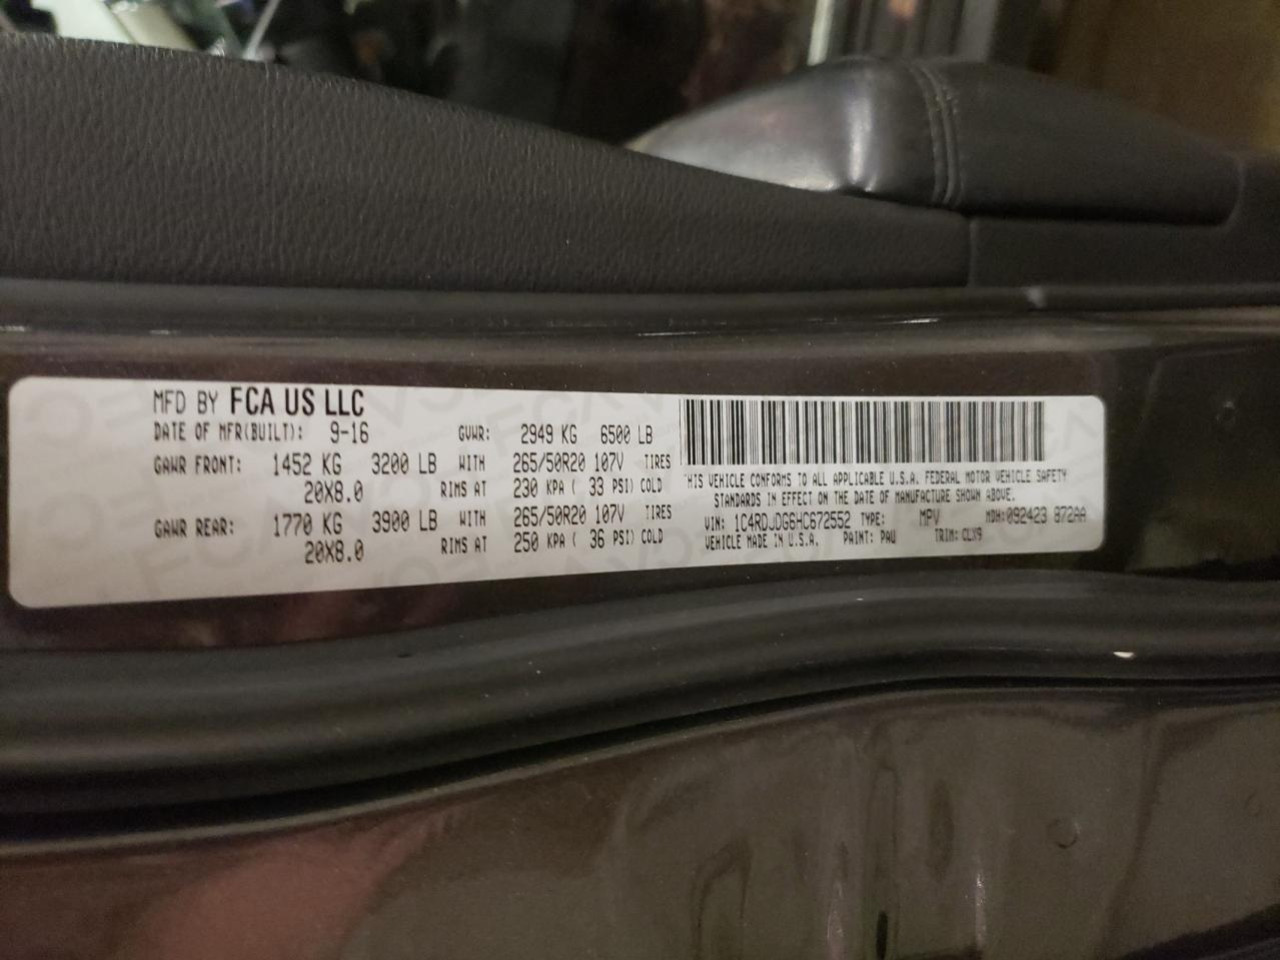 MFD BY FCA US LLC
DATE OF MFR(BUILT): 9-16 GVWR: 2949 KG 6500 LB
GAWR FRONT: 1452 KG 3200 LB WITH 265/50R20 107V TIRES
20X8.0 RIMS AT 230 KPA ( 33 PSI) COLD
GAWR REAR: 1770 KG 3900 LB WITH 265/50R20 107V TIRES
20X8.0 RIMS AT 250 KPA ( 36 PSI) COLD
THIS VEHICLE CONFORMS TO ALL APPLICABLE U.S.A. FEDERAL MOTOR VEHICLE SAFETY
STANDARDS IN EFFECT ON THE DATE OF MANUFACTURE SHOWN ABOVE.
VIN: 1C4RDJDG6HC672552 TYPE: MPV MDH:092423 872AA
VEHICLE MADE IN U.S.A. PAINT: PAU TRIM: CLX9